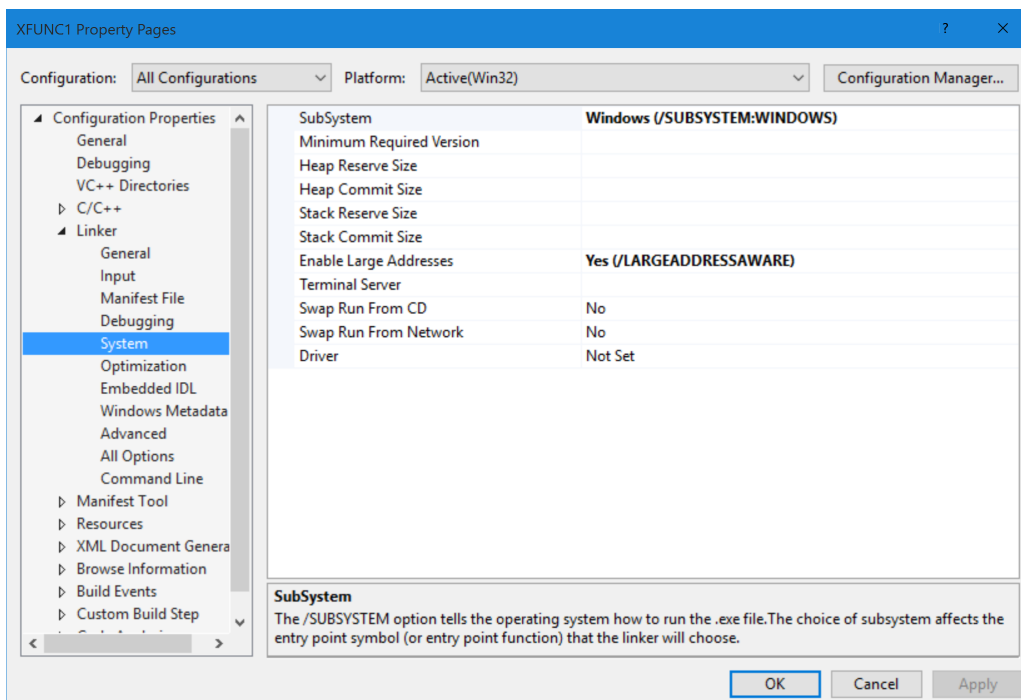 XFUNC1 Property Pages
?
Configuration: All Configurations Platform: Active(Win32) Configuration Manager...
Configuration Properties
General
Debugging
VC++ Directories
C/C++
Linker
General
Input
Manifest File
Debugging
System
Optimization
Embedded IDL
Windows Metadata
Advanced
All Options
Command Line
Manifest Tool
Resources
XML Document Genera
Browse Information
Build Events
Custom Build Step
SubSystem Windows (/SUBSYSTEM:WINDOWS)
Minimum Required Version
Heap Reserve Size
Heap Commit Size
Stack Reserve Size
Stack Commit Size
Enable Large Addresses Yes (/LARGEADDRESSAWARE)
Terminal Server
Swap Run From CD No
Swap Run From Network No
Driver Not Set
SubSystem
The /SUBSYSTEM option tells the operating system how to run the .exe file.The choice of subsystem affects the
entry point symbol (or entry point function) that the linker will choose.
OK Cancel Apply